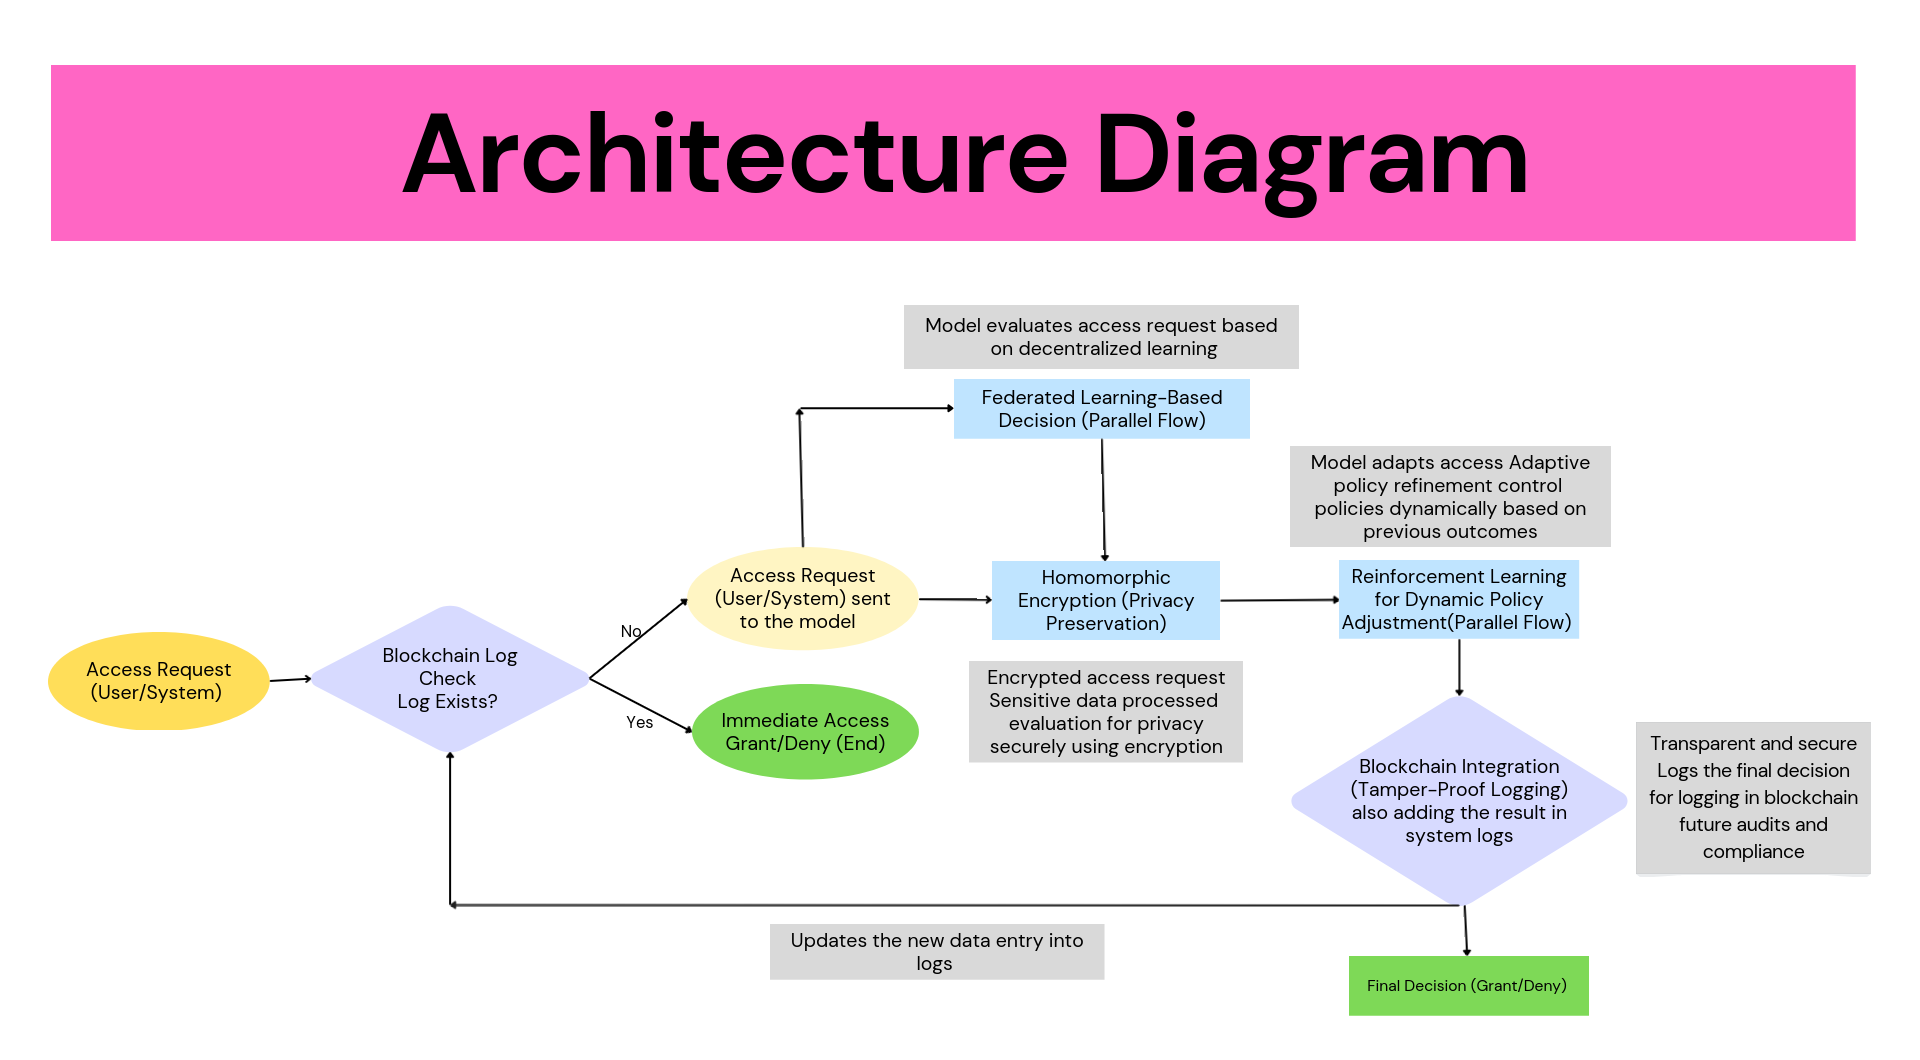 Architecture Diagram
Model evaluates access request based
on decentralized learning
Federated Learning-Based
Decision (Parallel Flow)
Model adapts access Adaptive
policy refinement control
policies dynamically based on
previous outcomes
Access Request
(User/System) sent
to the model
Homomorphic
Encryption (Privacy
Preservation)
Reinforcement Learning
for Dynamic Policy
Adjustment(Parallel Flow)
No
Access Request
(User/System)
Blockchain Log
Check
Log Exists?
Yes
Immediate Access
Grant/Deny (End)
Encrypted access request
Sensitive data processed
evaluation for privacy
securely using encryption
Blockchain Integration
(Tamper-Proof Logging)
also adding the result in
system logs
Transparent and secure
Logs the final decision
for logging in blockchain
future audits and
compliance
Updates the new data entry into
logs
Final Decision (Grant/Deny)